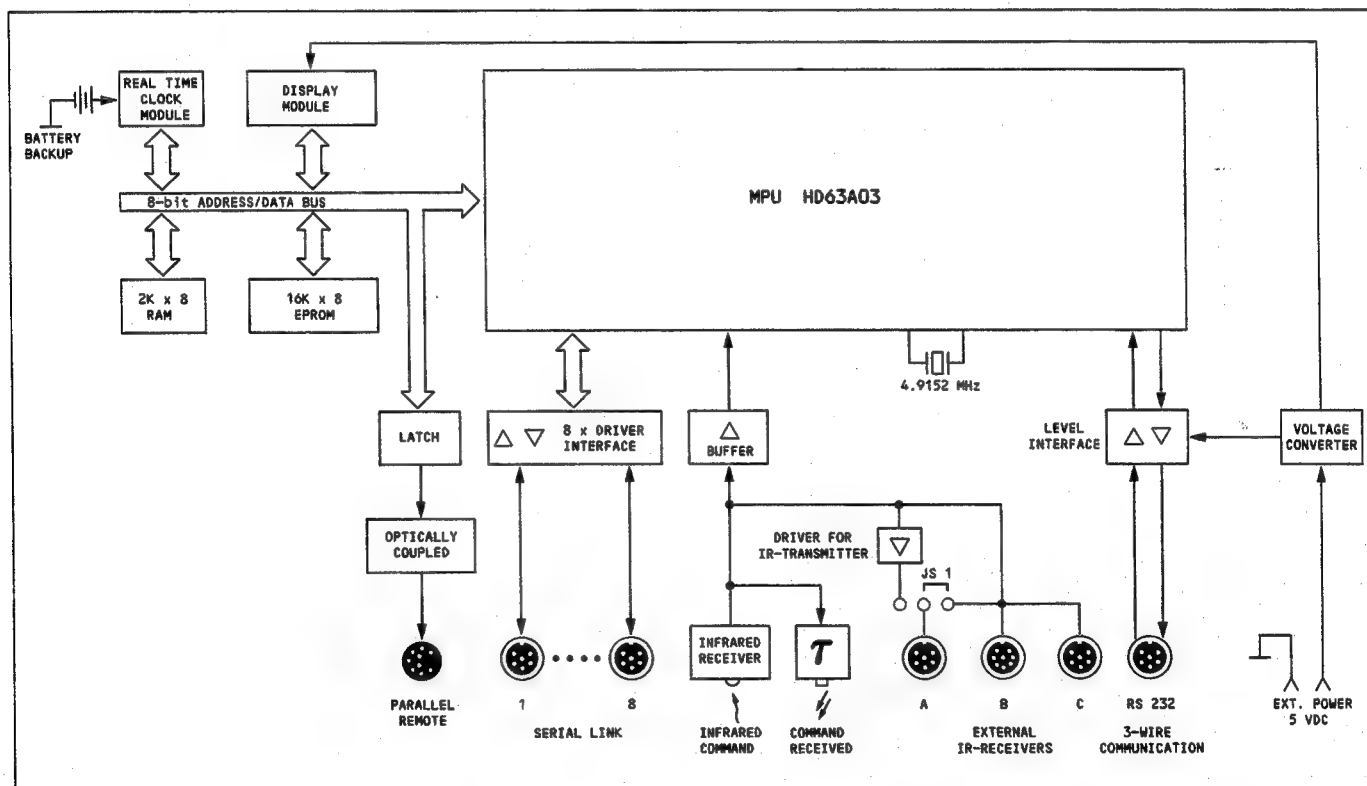 REAL TIME
CLOCK
MODULE
DISPLAY
MODULE
BATTERY
BACKUP
MPU HD63A03
8-bit ADDRESS/DATA BUS
2K x 8
RAM
16K x 8
EPROM
4.9152 MHz
LATCH
8 x DRIVER
INTERFACE
BUFFER
LEVEL
INTERFACE
VOLTAGE
CONVERTER
OPTICALLY
COUPLED
DRIVER FOR
IR-TRANSMITTER
JS 1
INFRARED
RECEIVER
T
PARALLEL
REMOTE
1
8
SERIAL LINK
INFRARED
COMMAND
COMMAND
RECEIVED
A
B
C
EXTERNAL
IR-RECEIVERS
RS 232
3-WIRE
COMMUNICATION
EXT. POWER
5 VDC